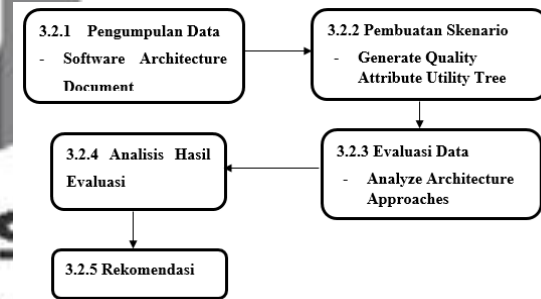 3.2.1 Pengumpulan Data
- Software Architecture
Document
3.2.2 Pembuatan Skenario
- Generate Quality
Attribute Utility Tree
3.2.3 Evaluasi Data
- Analyze Architecture
Approaches
3.2.4 Analisis Hasil
Evaluasi
3.2.5 Rekomendasi